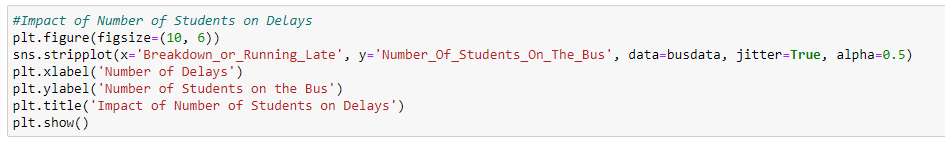 #Impact of Number of Students on Delays
plt.figure(figsize=(10, 6))
sns.stripplot(x='Breakdown_or_Running_Late', y='Number_Of_Students_On_The_Bus', data=busdata, jitter=True, alpha=0.5)
plt.xlabel('Number of Delays')
plt.ylabel('Number of Students on the Bus')
plt.title('Impact of Number of Students on Delays')
plt.show()